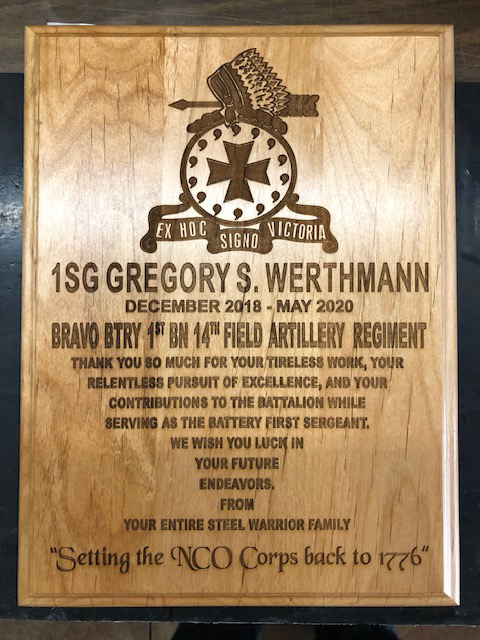 EX HOC SIGNO VICTORIA
1SG GREGORY S. WERTHMANN
DECEMBER 2018 - MAY 2020
BRAVO BTRY 1ST BN 14TH FIELD ARTILLERY REGIMENT
THANK YOU SO MUCH FOR YOUR TIRELESS WORK, YOUR
RELENTLESS PURSUIT OF EXCELLENCE, AND YOUR
CONTRIBUTIONS TO THE BATTALION WHILE
SERVING AS THE BATTERY FIRST SERGEANT.
WE WISH YOU LUCK IN
YOUR FUTURE
ENDEAVORS.
FROM
YOUR ENTIRE STEEL WARRIOR FAMILY
"Setting the NCO Corps back to 1776"